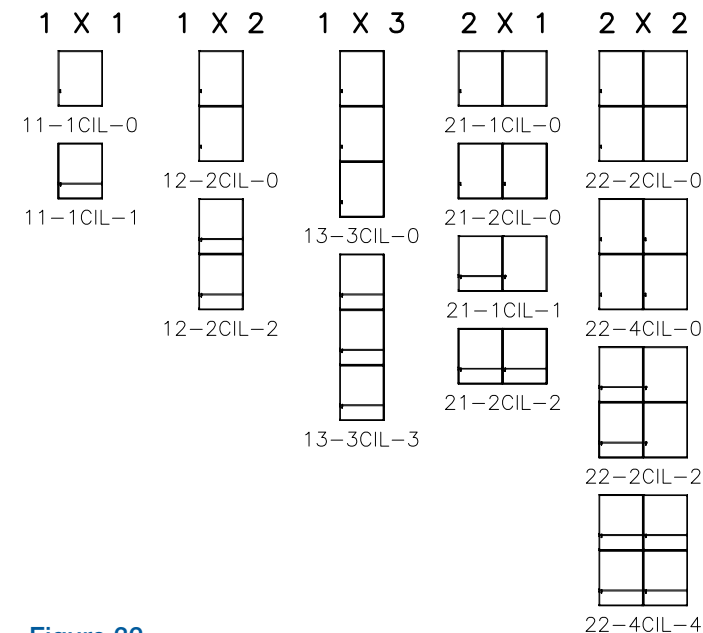 1 X 1
11-1CIL-0
11-1CIL-1
1 X 2
12-2CIL-0
12-2CIL-2
1 X 3
13-3CIL-0
13-3CIL-3
2 X 1
21-1CIL-0
21-2CIL-0
21-1CIL-1
21-2CIL-2
2 X 2
22-2CIL-0
22-4CIL-0
22-2CIL-2
22-4CIL-4